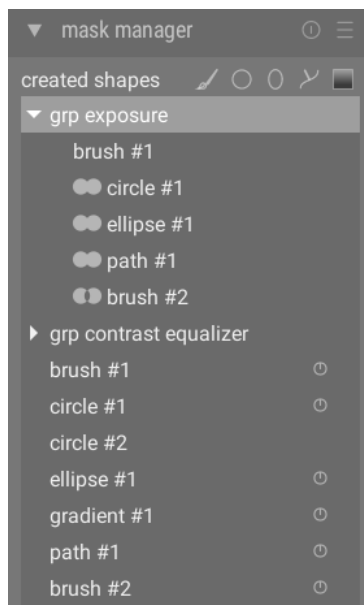 mask manager
created shapes
grp exposure
brush #1
circle #1
ellipse #1
path #1
brush #2
grp contrast equalizer
brush #1
circle #1
circle #2
ellipse #1
gradient #1
path #1
brush #2